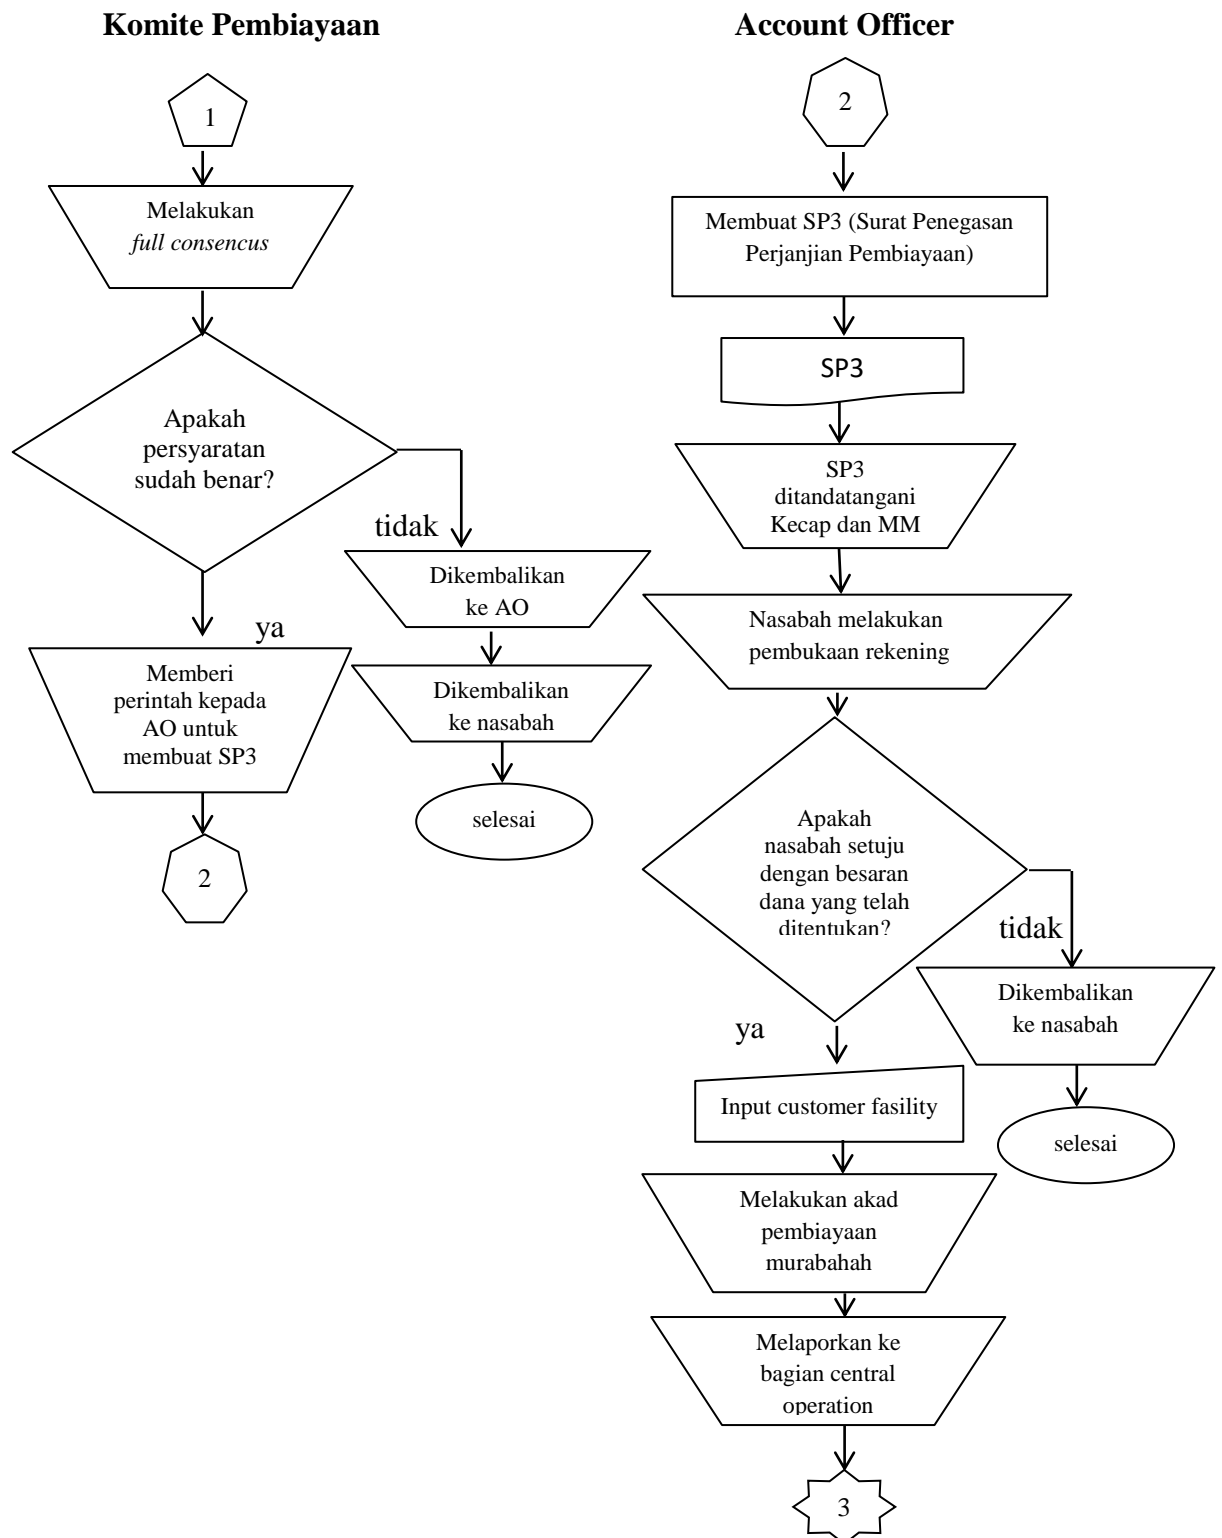 Komite Pembiayaan
1
Melakukan
full consencus
Apakah
persyaratan
sudah benar?
tidak
Dikembalikan
ke AO
ya
Memberi
perintah kepada
AO untuk
membuat SP3
Dikembalikan
ke nasabah
selesai
2
Account Officer
2
Membuat SP3 (Surat Penegasan
Perjanjian Pembiayaan)
SP3
SP3
ditandatangani
Kecap dan MM
Nasabah melakukan
pembukaan rekening
Apakah
nasabah setuju
dengan besaran
dana yang telah
ditentukan?
tidak
Dikembalikan
ke nasabah
selesai
ya
Input customer fasility
Melakukan akad
pembiayaan
murabahah
Melaporkan ke
bagian central
operation
3